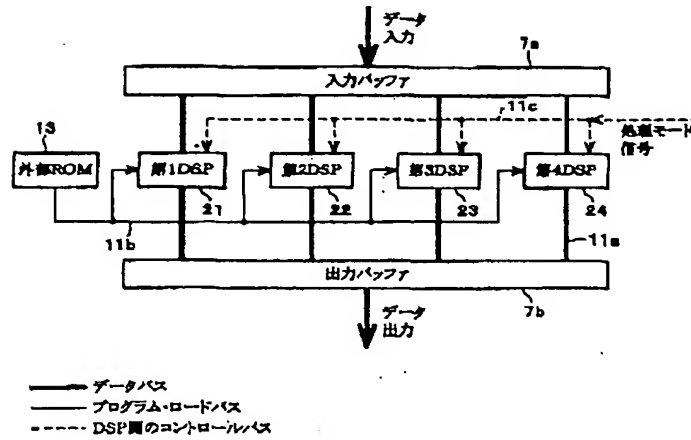 データ
入力
7a
入力バッファ
11c
処理モード
信号
13
外部ROM
第1DSP
第2DSP
第3DSP
第4DSP
21
22
23
24
11b
11a
出力バッファ
7b
データ
出力
データバス
プログラム・ロードバス
DSP間のコントロールバス